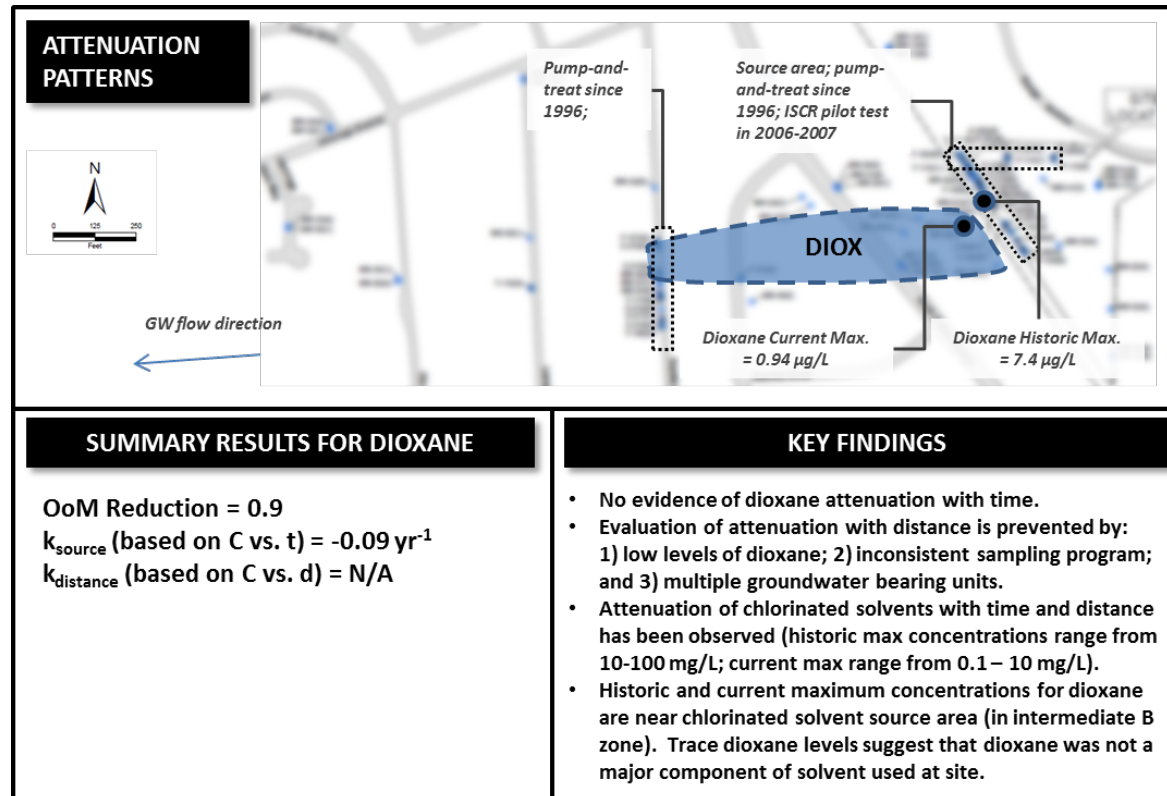 ATTENUATION
PATTERNS
Pump-and-
treat since
1996;
Source area; pump-
and-treat since
1996; ISCR pilot test
in 2006-2007
N
0 125 250
Feet
DIOX
GW flow direction
Dioxane Current Max.
= 0.94 µg/L
Dioxane Historic Max.
= 7.4 µg/L
SUMMARY RESULTS FOR DIOXANE
OoM Reduction = 0.9
ksource (based on C vs. t) = -0.09 yr-1
kdistance (based on C vs. d) = N/A
KEY FINDINGS
• No evidence of dioxane attenuation with time.
• Evaluation of attenuation with distance is prevented by:
1) low levels of dioxane; 2) inconsistent sampling program;
and 3) multiple groundwater bearing units.
• Attenuation of chlorinated solvents with time and distance
has been observed (historic max concentrations range from
10-100 mg/L; current max range from 0.1 – 10 mg/L).
• Historic and current maximum concentrations for dioxane
are near chlorinated solvent source area (in intermediate B
zone). Trace dioxane levels suggest that dioxane was not a
major component of solvent used at site.